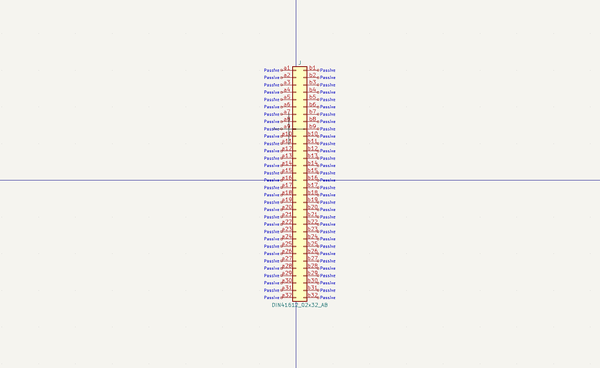 J
Passive a1 b1 Passive
Passive a2 b2 Passive
Passive a3 b3 Passive
Passive a4 b4 Passive
Passive a5 b5 Passive
Passive a6 b6 Passive
Passive a7 b7 Passive
Passive a8 b8 Passive
Passive a9 b9 Passive
Passive a10 b10 Passive
Passive a11 b11 Passive
Passive a12 b12 Passive
Passive a13 b13 Passive
Passive a14 b14 Passive
Passive a15 b15 Passive
Passive a16 b16 Passive
Passive a17 b17 Passive
Passive a18 b18 Passive
Passive a19 b19 Passive
Passive a20 b20 Passive
Passive a21 b21 Passive
Passive a22 b22 Passive
Passive a23 b23 Passive
Passive a24 b24 Passive
Passive a25 b25 Passive
Passive a26 b26 Passive
Passive a27 b27 Passive
Passive a28 b28 Passive
Passive a29 b29 Passive
Passive a30 b30 Passive
Passive a31 b31 Passive
Passive a32 b32 Passive
DIN41612_02x32_AB